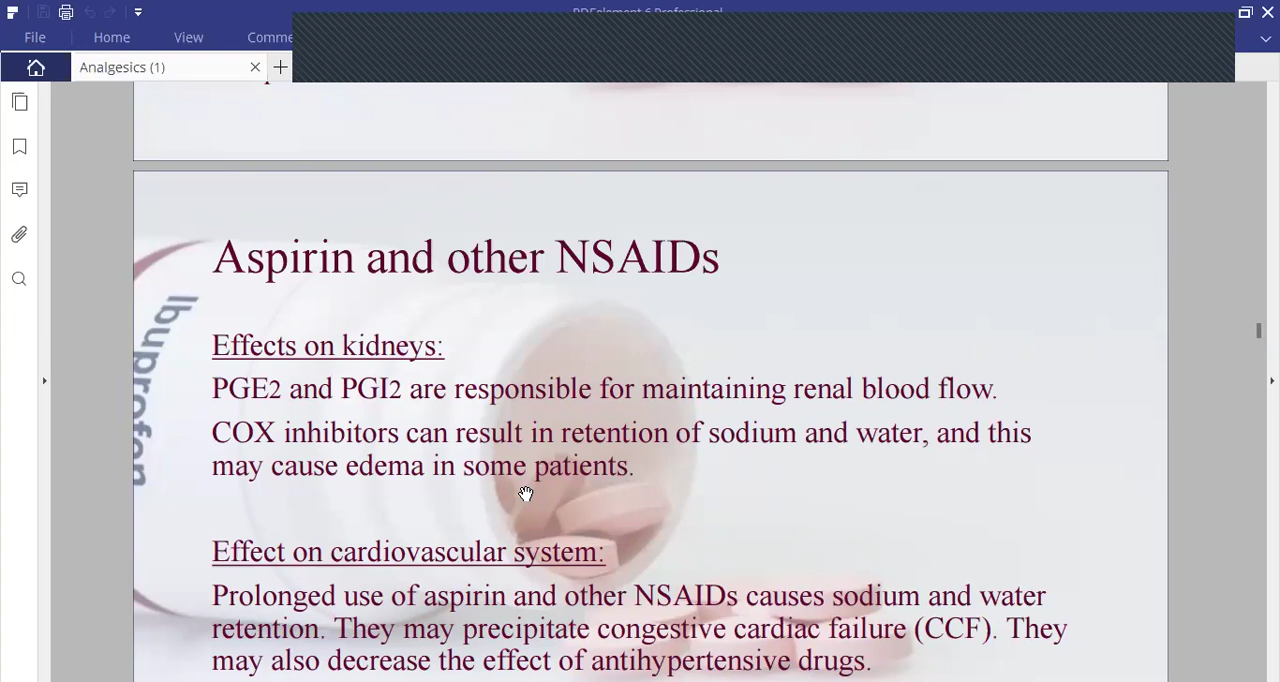 File Home View Comme
Analgesics (1)
Aspirin and other NSAIDs
Ibuprofen
Effects on kidneys:
PGE2 and PGI2 are responsible for maintaining renal blood flow.
COX inhibitors can result in retention of sodium and water, and this
may cause edema in some patients.
Effect on cardiovascular system:
Prolonged use of aspirin and other NSAIDs causes sodium and water
retention. They may precipitate congestive cardiac failure (CCF). They
may also decrease the effect of antihypertensive drugs.